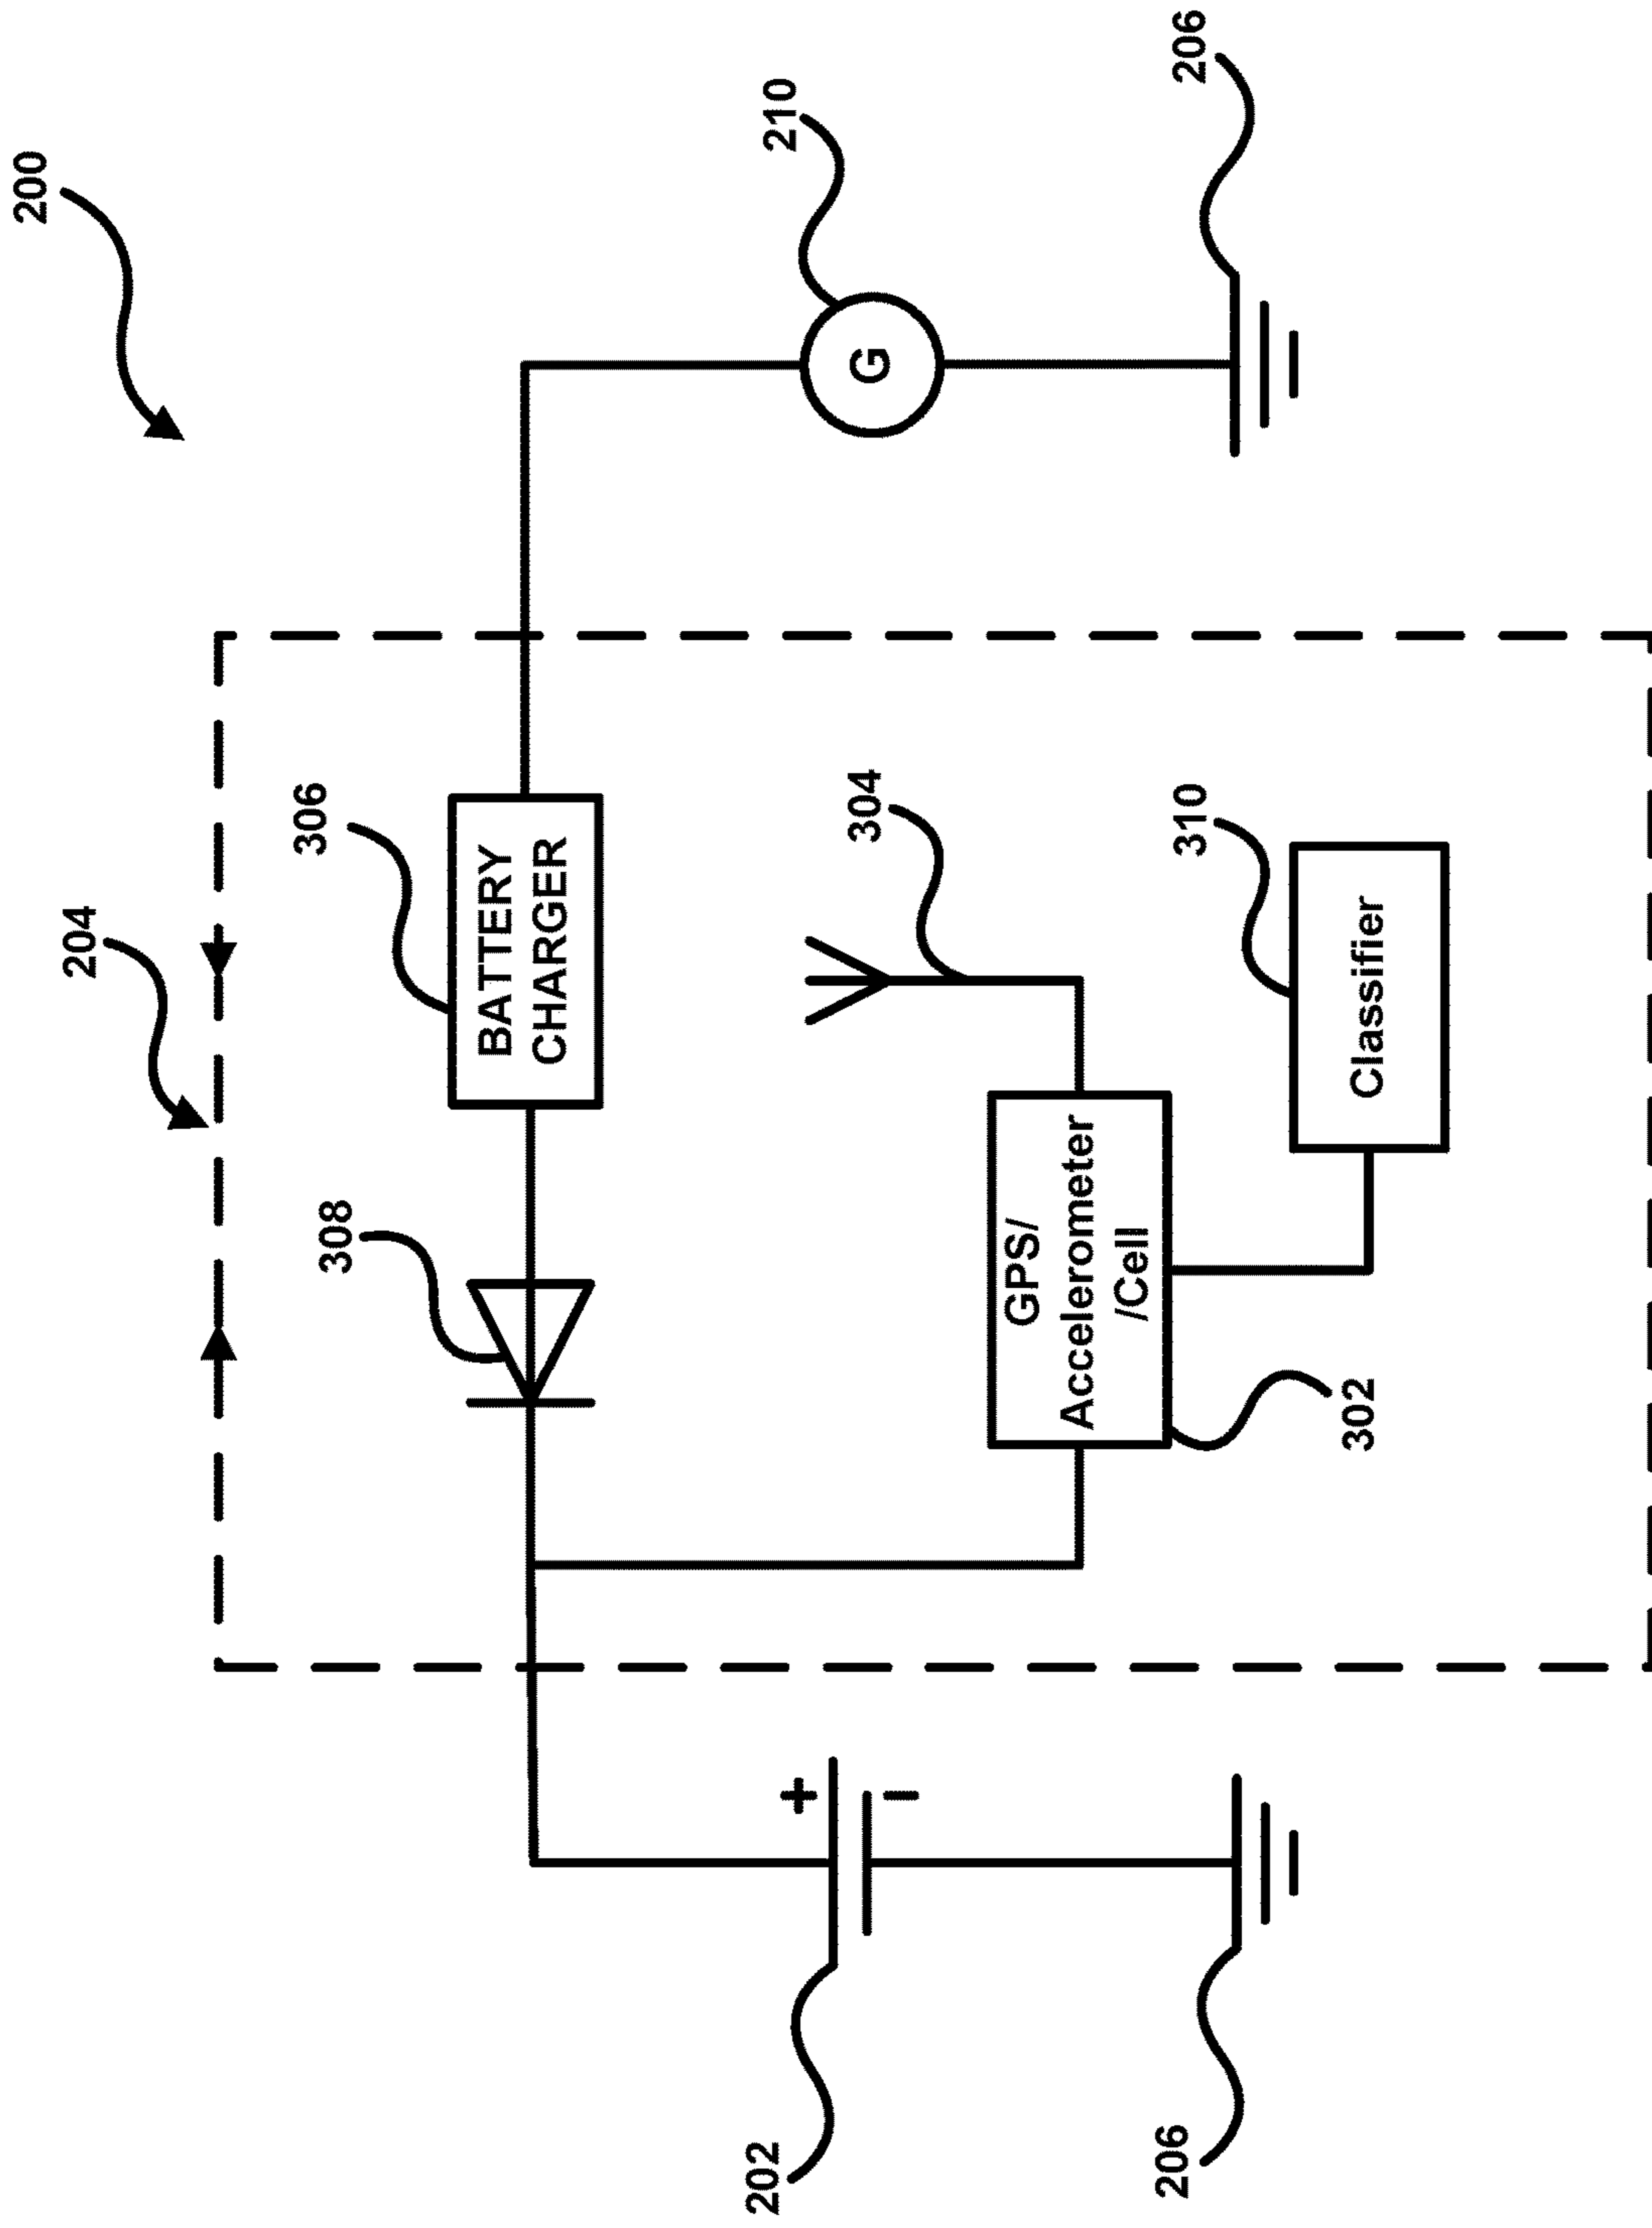 200
204
306
BATTERY
CHARGER
308
210
G
206
304
310
Classifier
GPS/
Accelerometer
/Cell
302
+
−
202
206